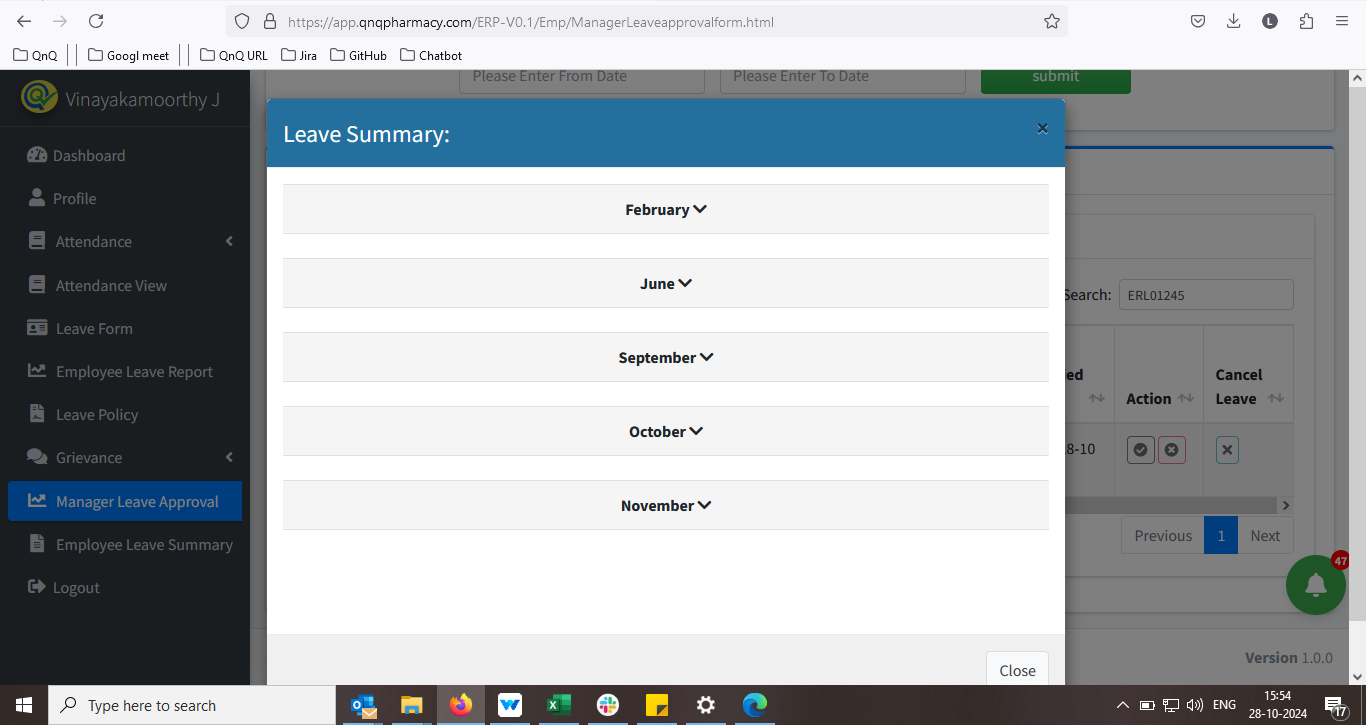 https://app.qnqpharmacy.com/ERP-V0.1/Emp/ManagerLeaveapprovalform.html
L
QnQ
Googl meet
QnQ URL
Jira
GitHub
Chatbot
Vinayakamoorthy J
Please Enter From Date
Please Enter To Date
submit
Leave Summary:
×
Dashboard
Profile
Attendance
Attendance View
Leave Form
Employee Leave Report
Leave Policy
Grievance
Manager Leave Approval
Employee Leave Summary
Logout
February
June
September
October
November
Close
Search:
ERL01245
ed
Action
Cancel
Leave
8-10
Previous
1
Next
47
Version 1.0.0
Type here to search
ENG
15:54
28-10-2024
17